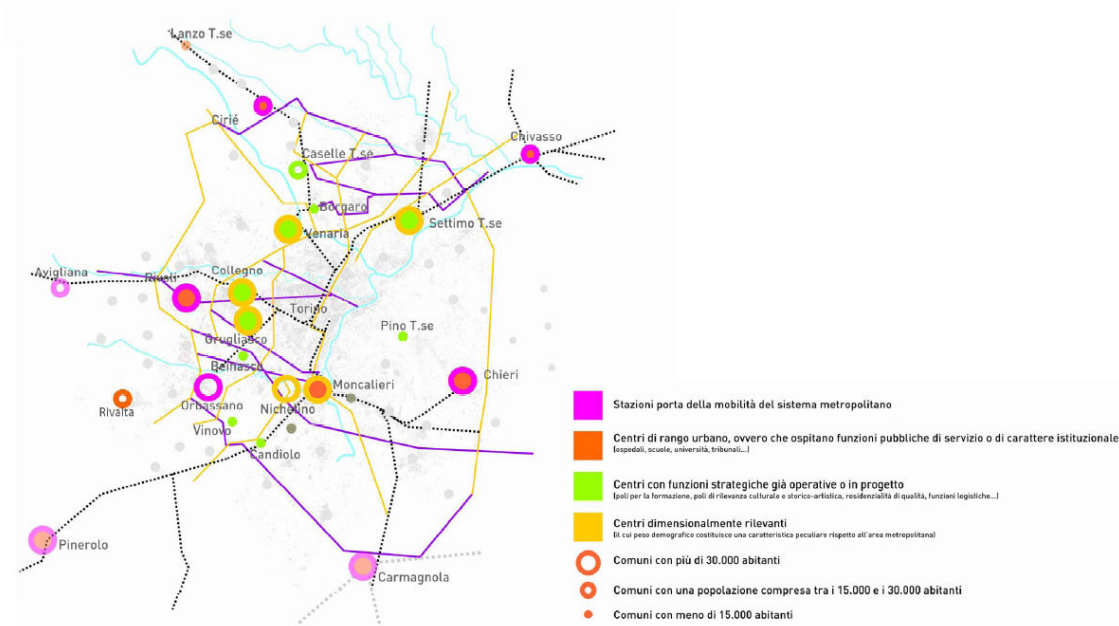 Lanzo T.se
Cirié
Chivasso
Caselle T.se
Borgaro
Settimo T.se
Venaria
Avigliana
Collegno
Rivoli
Torino
Pino T.se
Grugliasco
Beinasco
Chieri
Moncalieri
Orbassano
Nichelino
Rivalta
Vinovo
Candiolo
Pinerolo
Carmagnola
Stazioni porta della mobilità del sistema metropolitano
Centri di rango urbano, ovvero che ospitano funzioni pubbliche di servizio o di carattere istituzionale
(ospedali, scuole, università, tribunali...)
Centri con funzioni strategiche già operative o in progetto
(poli per la formazione, poli di rilevanza culturale e storico-artistica, residenzialità di qualità, funzioni logistiche...)
Centri dimensionalmente rilevanti
(il cui peso demografico costituisce una caratteristica peculiare rispetto all'area metropolitana)
Comuni con più di 30.000 abitanti
Comuni con una popolazione compresa tra i 15.000 e i 30.000 abitanti
Comuni con meno di 15.000 abitanti